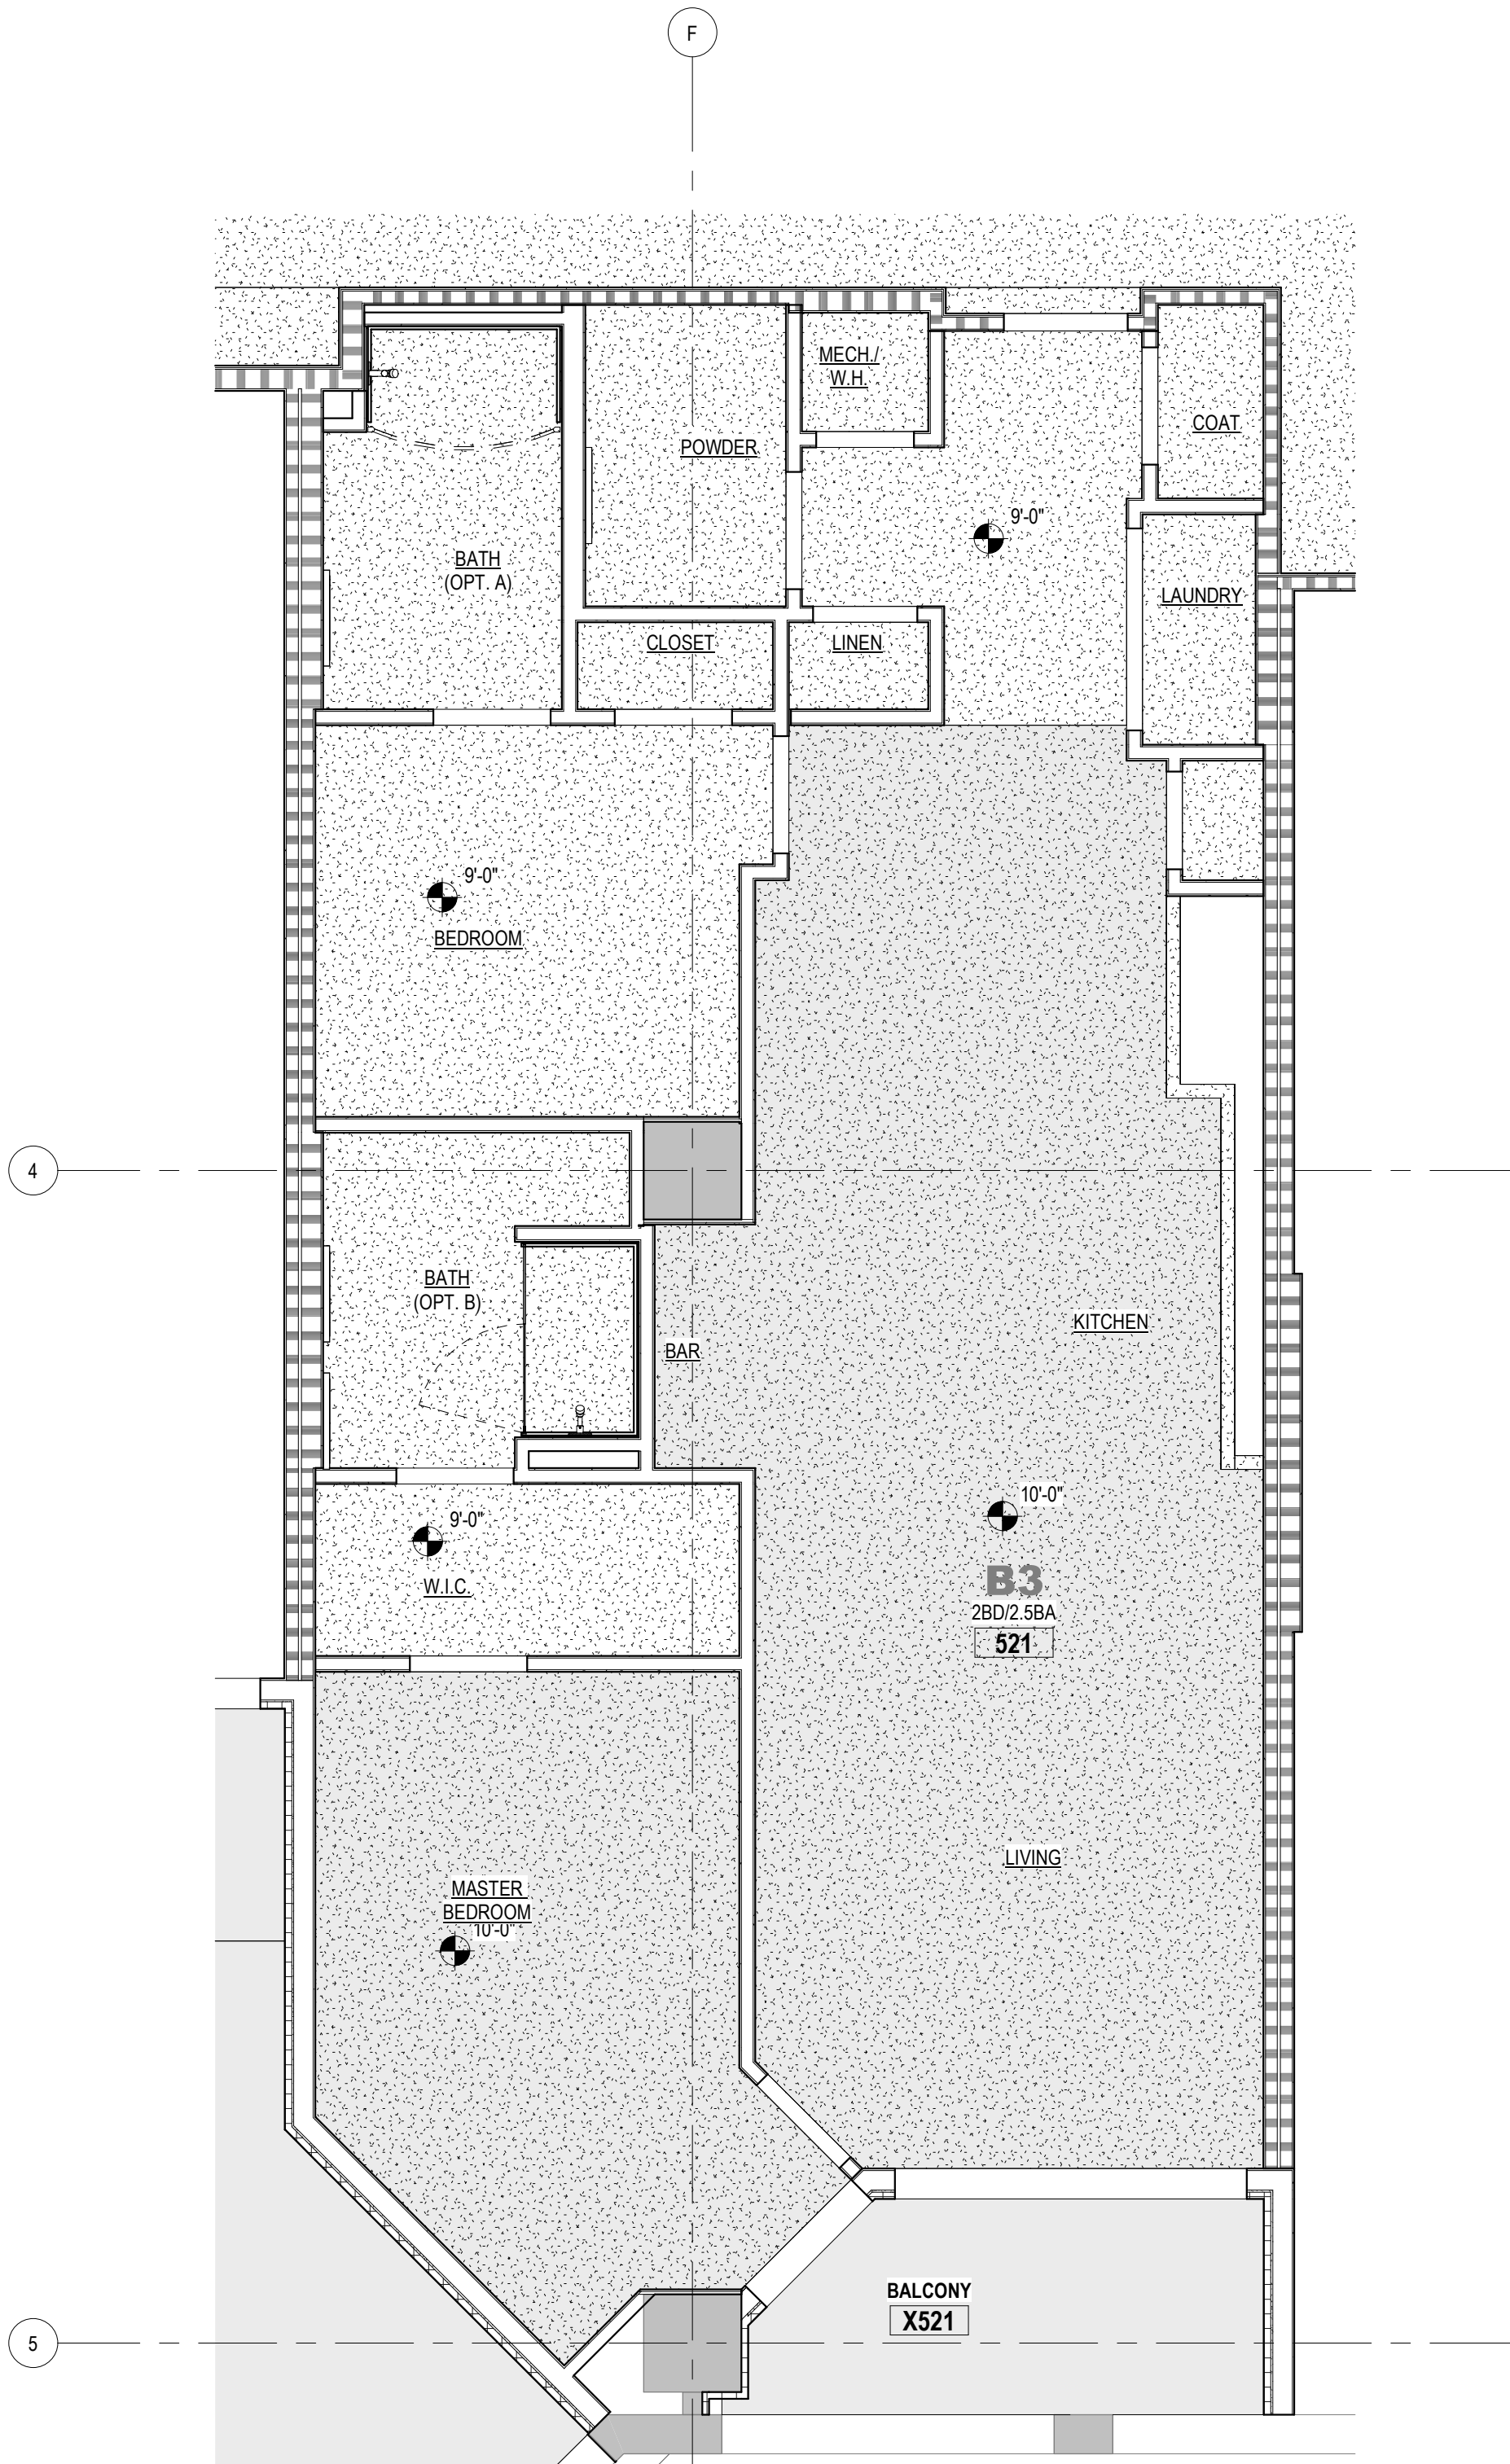 F
MECH./
W.H.
COAT
POWDER
9'-0"
BATH
(OPT. A)
LAUNDRY
CLOSET
LINEN
9'-0"
BEDROOM
4
BATH
(OPT. B)
KITCHEN
BAR
10'-0"
9'-0"
B3
W.I.C.
2BD/2.5BA
521
LIVING
MASTER
BEDROOM
10'-0"
BALCONY
X521
5